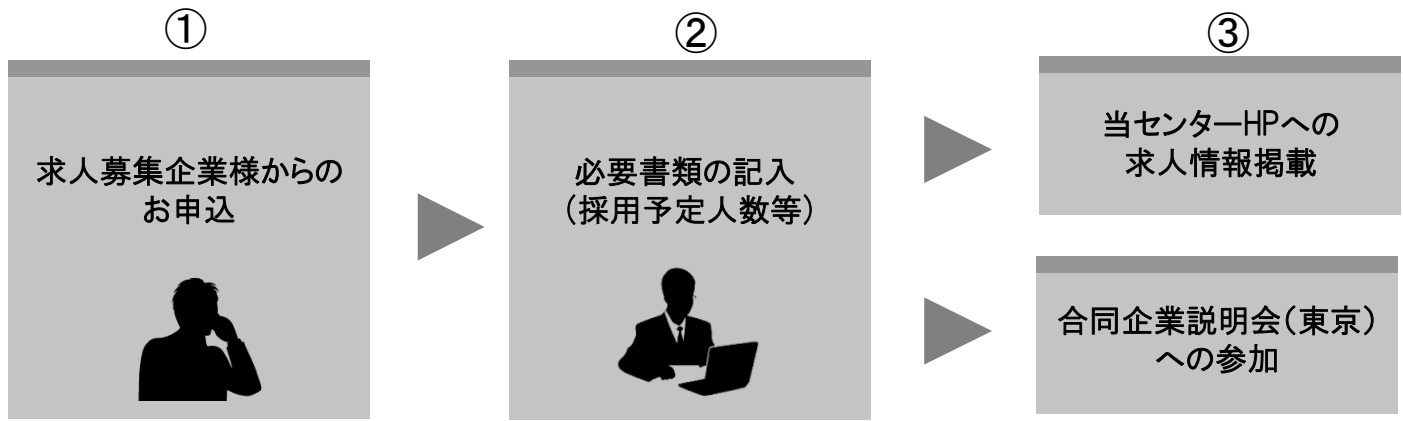 ①
求人募集企業様からの
お申込
②
必要書類の記入
(採用予定人数等)
③
当センターHPへの
求人情報掲載
合同企業説明会(東京)
への参加